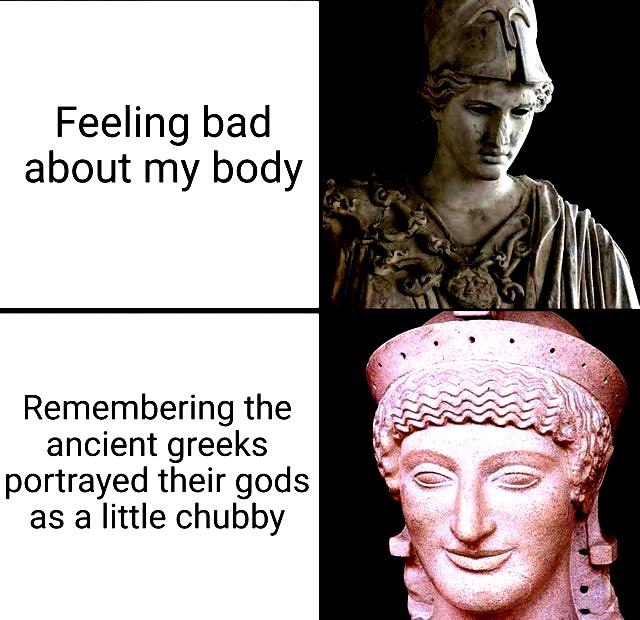 Feeling bad
about my body
Remembering the
ancient greeks
portrayed their gods
as a little chubby